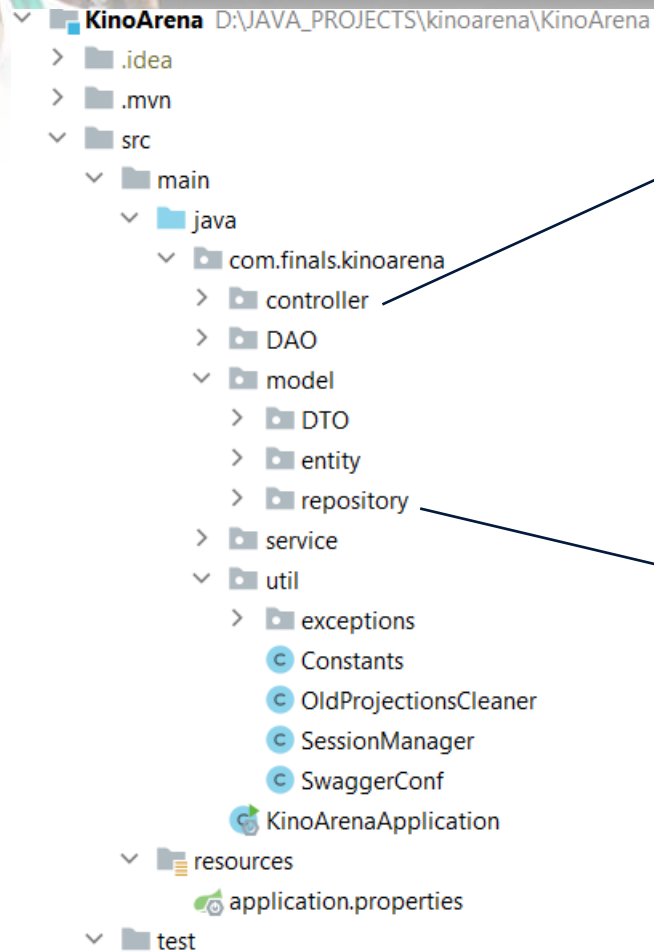 KinoArena D:\JAVA_PROJECTS\kinoarena\KinoArena
.idea
.mvn
src
main
java
com.finals.kinoarena
controller
DAO
model
DTO
entity
repository
service
util
exceptions
C Constants
C OldProjectionsCleaner
C SessionManager
C SwaggerConf
KinoArenaApplication
resources
application.properties
test